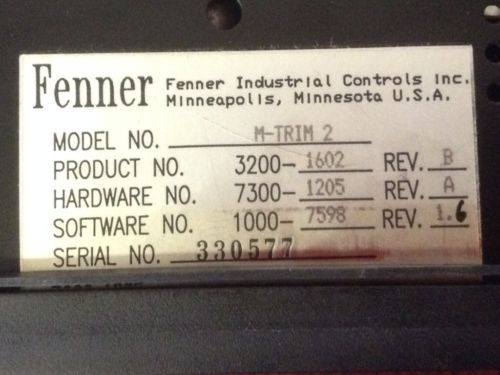 Fenner Fenner Industrial Controls Inc.
Minneapolis, Minnesota U.S.A.
MODEL NO. M-TRIM 2
PRODUCT NO. 3200-1602 REV. B
HARDWARE NO. 7300-1205 REV. A
SOFTWARE NO. 1000-7598 REV. 1.6
SERIAL NO. 330577